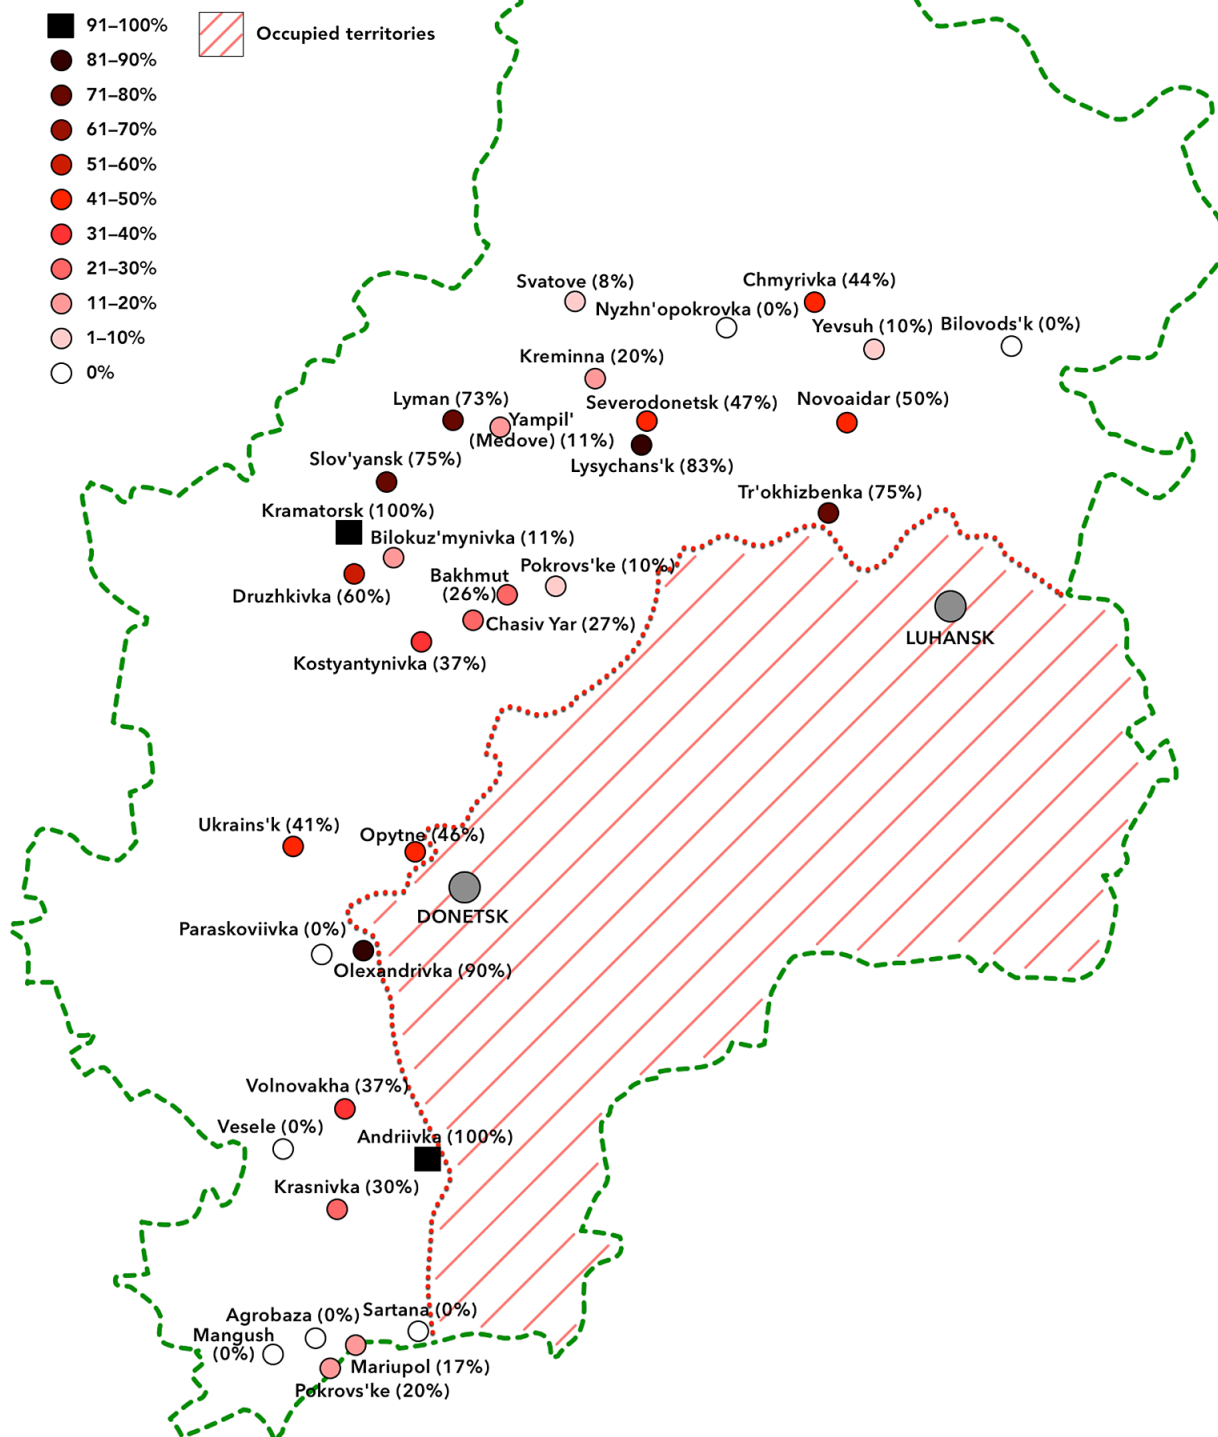 91–100%
81–90%
71–80%
61–70%
51–60%
41–50%
31–40%
21–30%
11–20%
1–10%
0%
Occupied territories
Svatove (8%)
Chmyrivka (44%)
Nyzhn'opokrovka (0%)
Yevsuh (10%)
Bilovods'k (0%)
Kreminna (20%)
Lyman (73%)
Severodonetsk (47%)
Novoaidar (50%)
Yampil'
(Medove) (11%)
Slov'yansk (75%)
Lysychans'k (83%)
Tr'okhizbenka (75%)
Kramatorsk (100%)
Bilokuz'mynivka (11%)
Pokrovs'ke (10%)
Bakhmut
(26%)
Druzhkivka (60%)
Chasiv Yar (27%)
LUHANSK
Kostyantynivka (37%)
Ukrains'k (41%)
Opytne (46%)
DONETSK
Paraskoviivka (0%)
Olexandrivka (90%)
Volnovakha (37%)
Vesele (0%)
Andriivka (100%)
Krasnivka (30%)
Sartana (0%)
Agrobaza (0%)
Mangush
(0%)
Mariupol (17%)
Pokrovs'ke (20%)